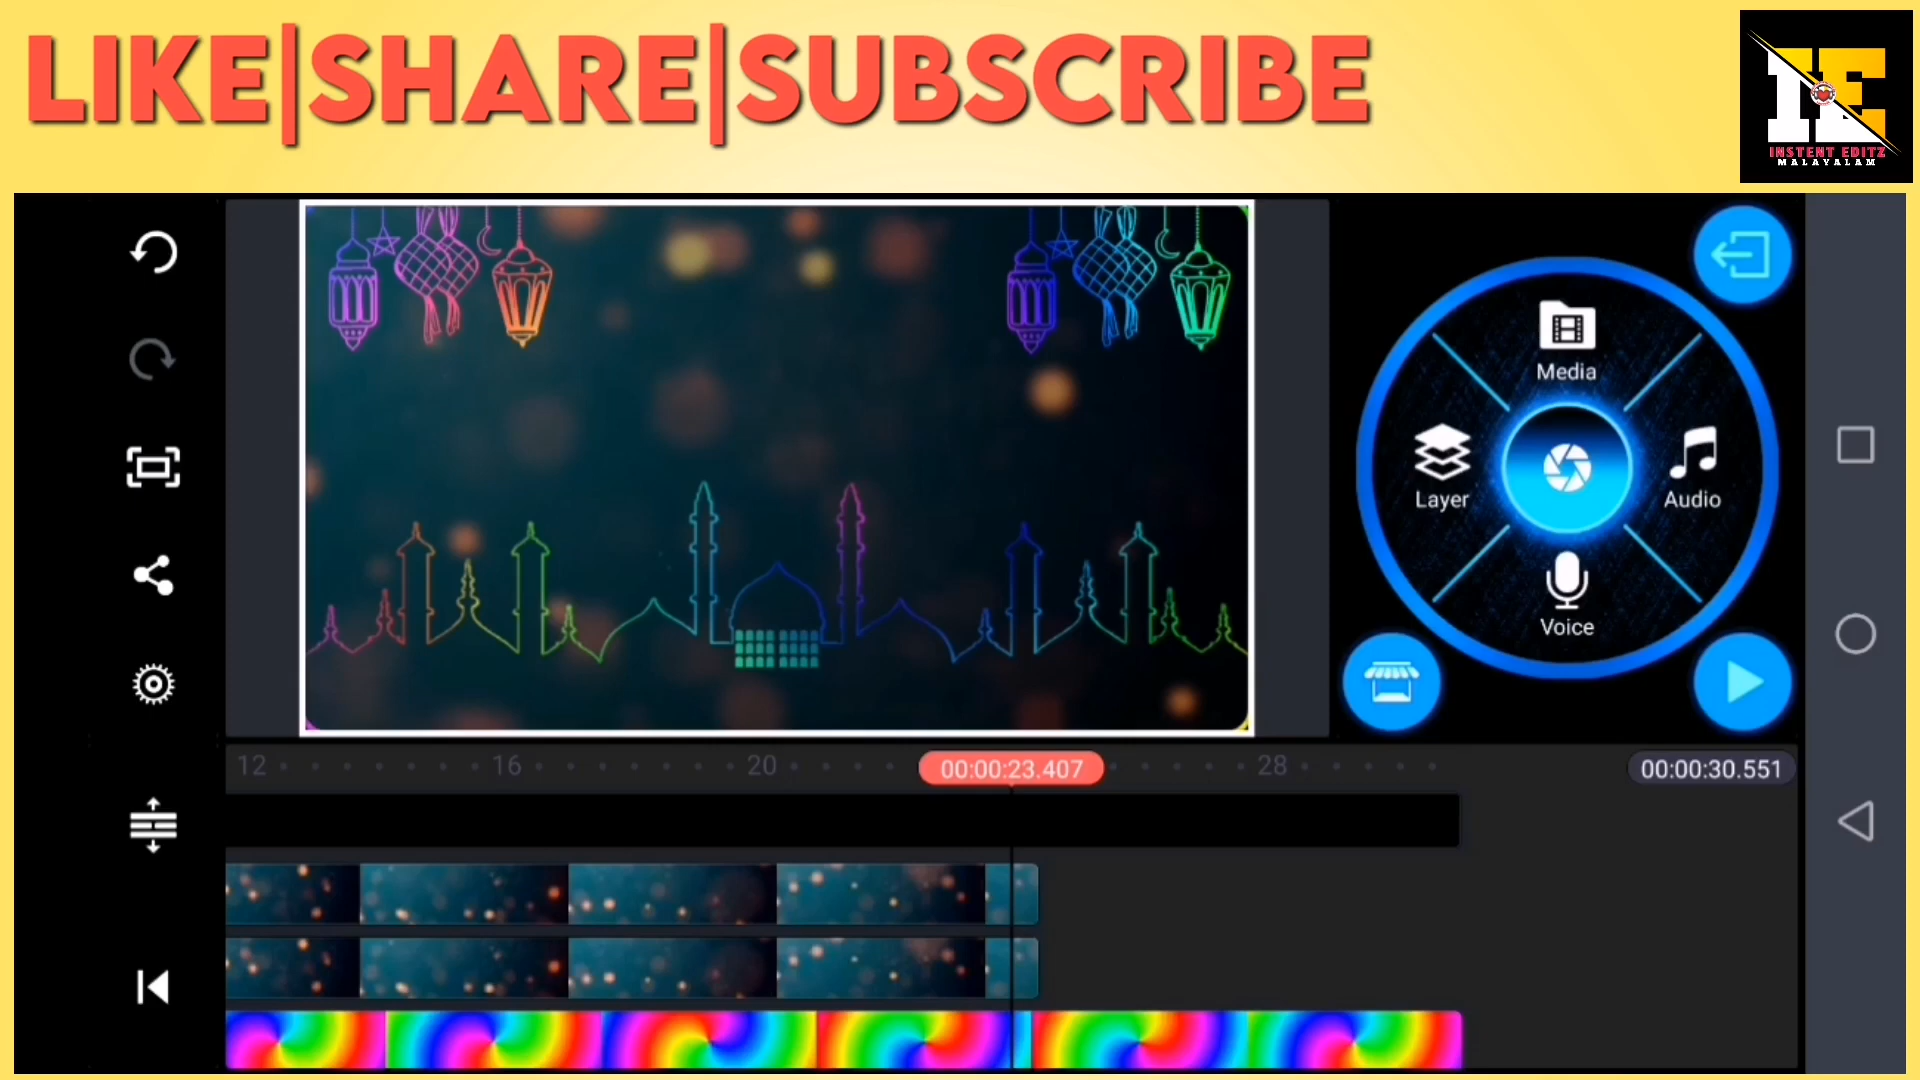 LIKE|SHARE|SUBSCRIBE
INSTENT EDITZ
MALAYALAM
Media
Layer
Audio
Voice
12
16
20
00:00:23.407
28
00:00:30.551